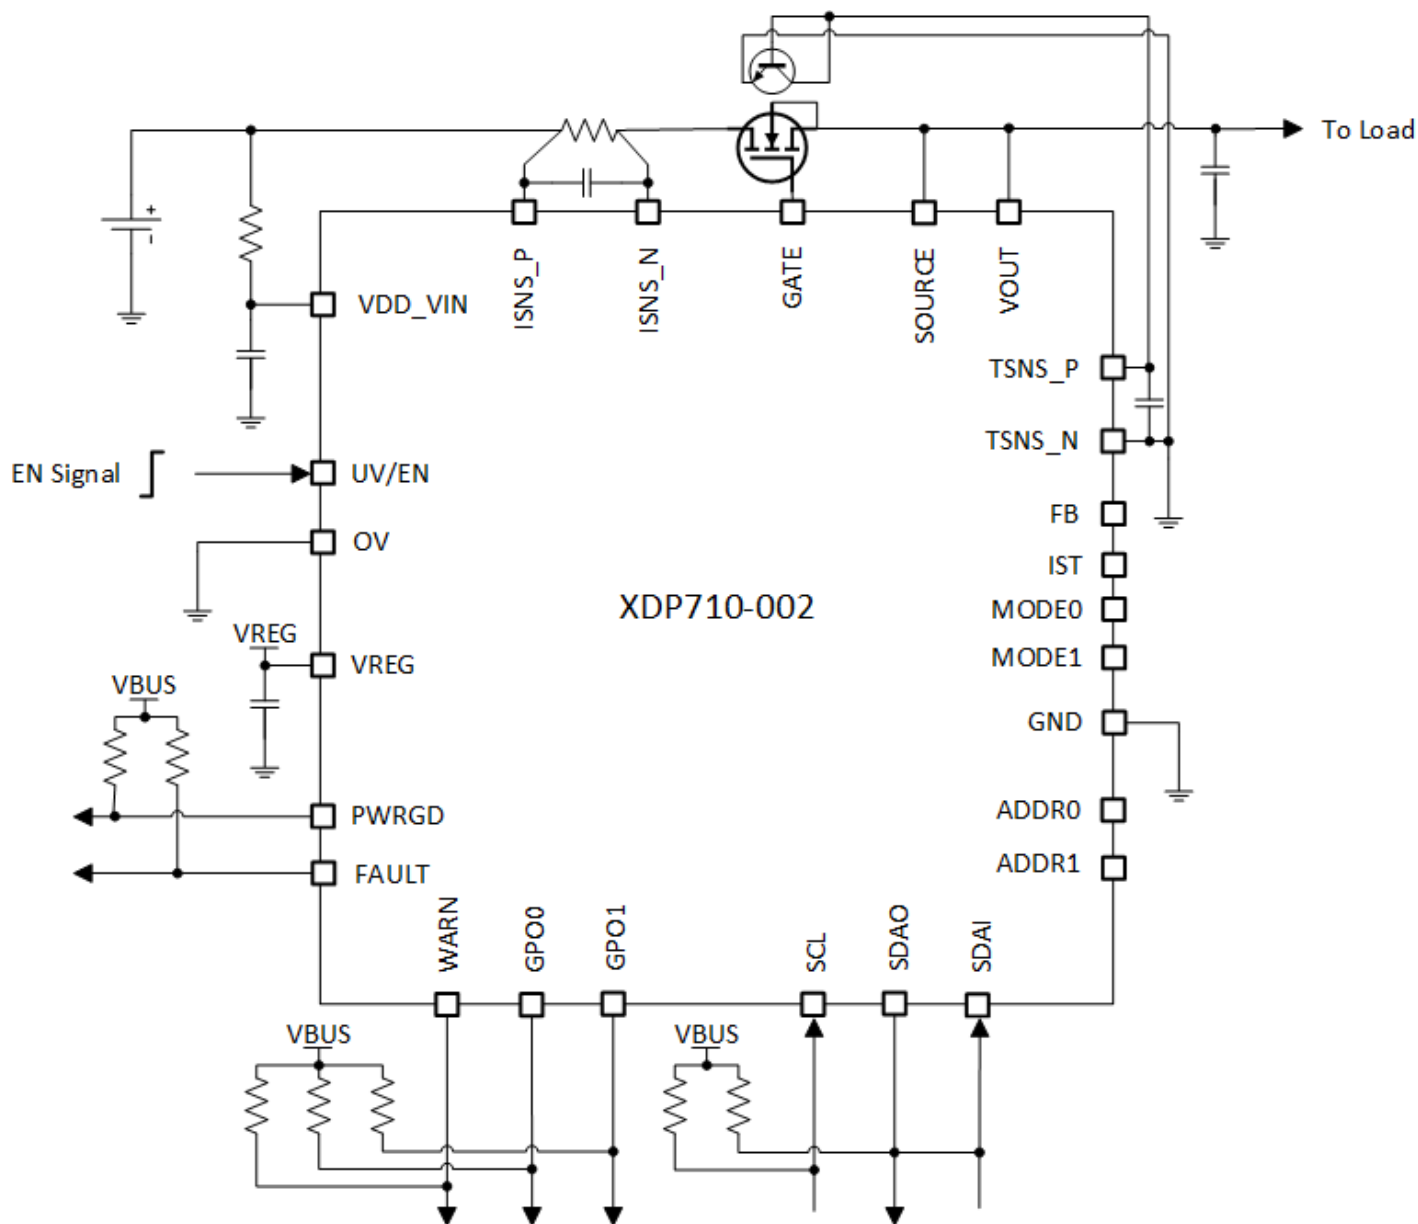 To Load
+
-
ISNS_P
ISNS_N
GATE
SOURCE
VOUT
VDD_VIN
TSNS_P
TSNS_N
EN Signal
UV/EN
FB
OV
IST
XDP710-002
MODE0
VREG
VREG
MODE1
VBUS
GND
PWRGD
ADDR0
FAULT
ADDR1
WARN
GPO0
GPO1
SCL
SDAO
SDAI
VBUS
VBUS